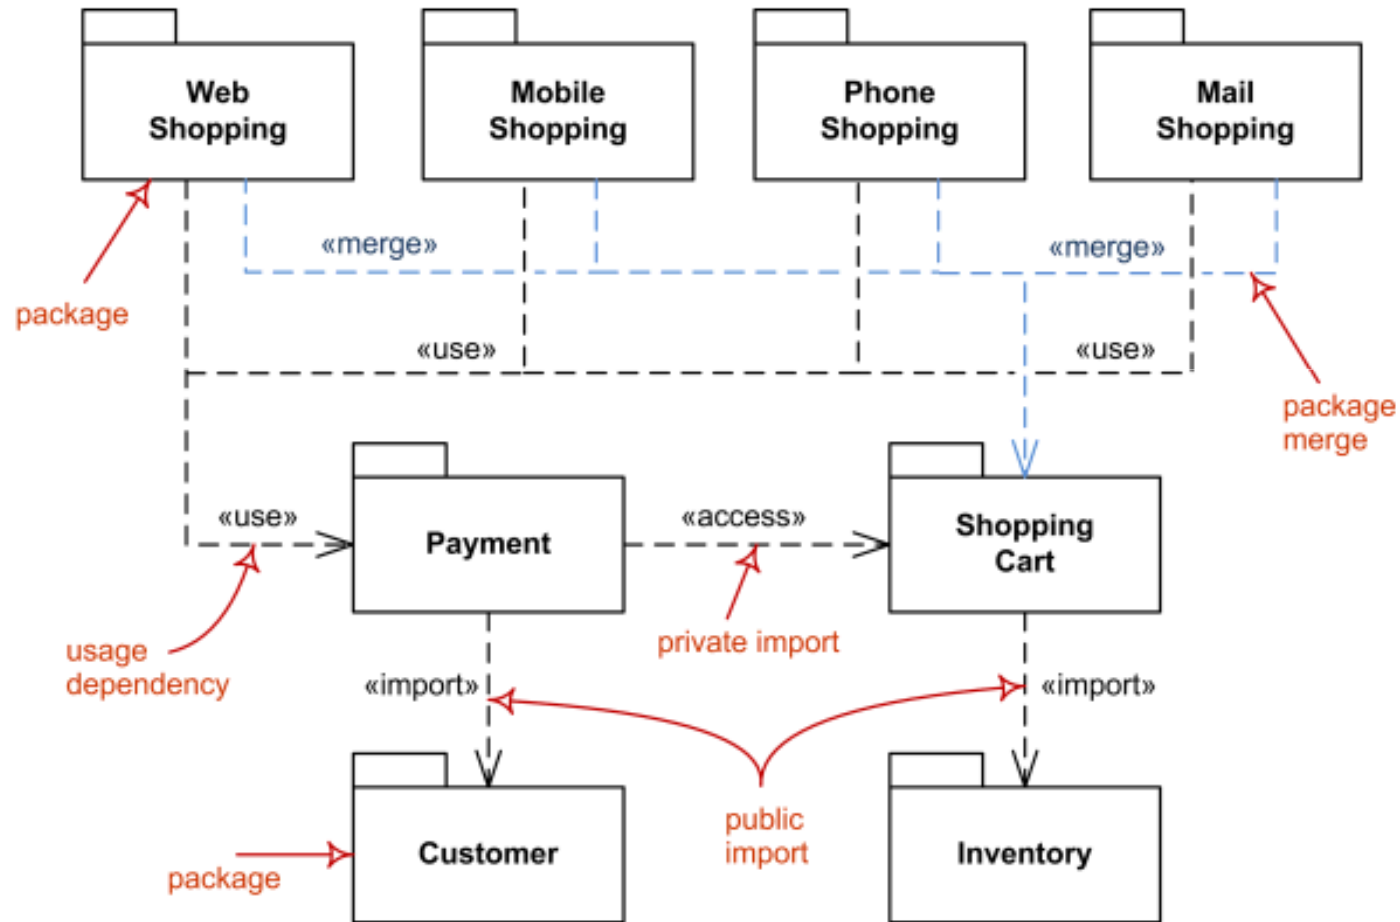 Web
Shopping
Mobile
Shopping
Phone
Shopping
Mail
Shopping
«merge»
«merge»
package
«use»
«use»
package
merge
«use»
Payment
«access»
Shopping
Cart
usage
dependency
private import
«import»
«import»
public
import
Customer
Inventory
package